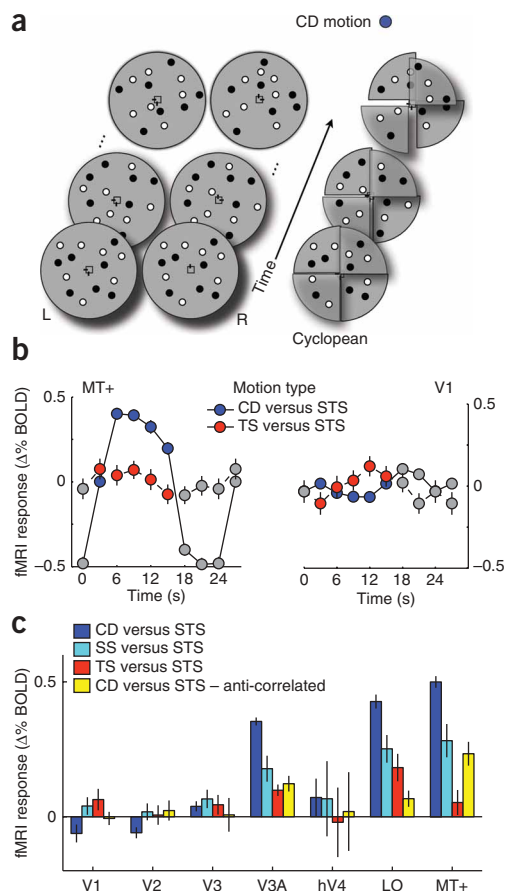 a
CD motion
...
...
Time
L
R
Cyclopean
b
MT+
Motion type
V1
CD versus STS
TS versus STS
fMRI response (Δ% BOLD)
0.5
0
−0.5
0 6 12 18 24
Time (s)
0.5
0
−0.5
0 6 12 18 24
Time (s)
c
CD versus STS
SS versus STS
TS versus STS
CD versus STS – anti-correlated
fMRI response (Δ% BOLD)
0.5
0
V1 V2 V3 V3A hV4 LO MT+